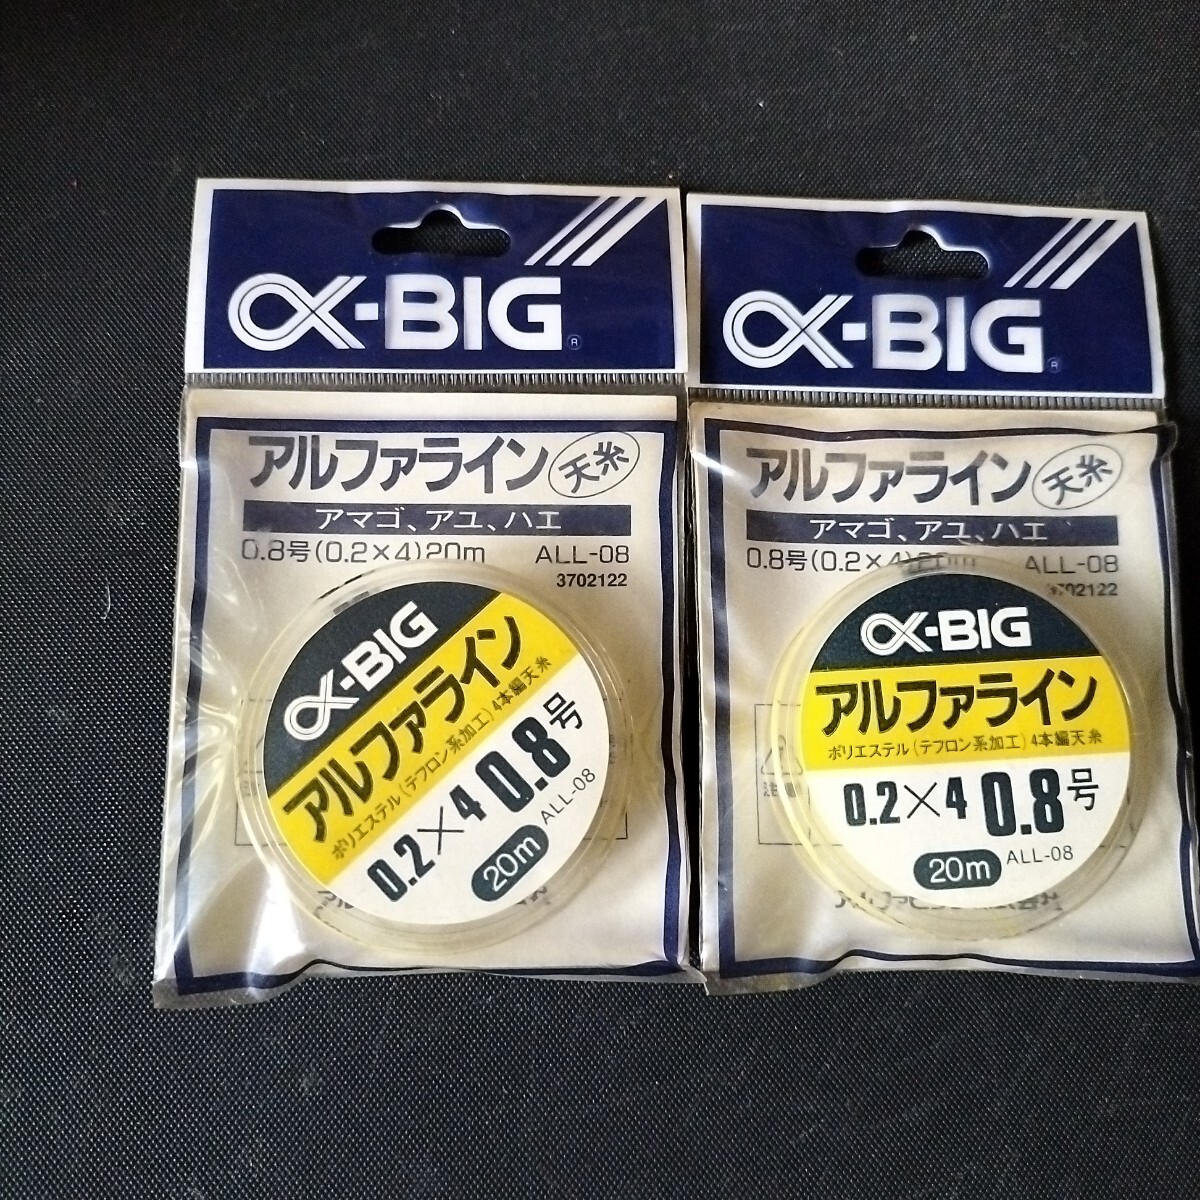 α-BIG®
アルファライン 天糸
アマゴ、アユ、ハエ
0.8号(0.2×4)20m ALL-08
3702122
α-BIG
アルファライン
ポリエステル(テフロン系加工)4本編天糸
0.2×4 0.8号
20m ALL-08
α-BIG®
アルファライン 天糸
アマゴ、アユ、ハエ
0.8号(0.2×4)20m ALL-08
3702122
α-BIG
アルファライン
ポリエステル(テフロン系加工)4本編天糸
0.2×4 0.8号
20m ALL-08